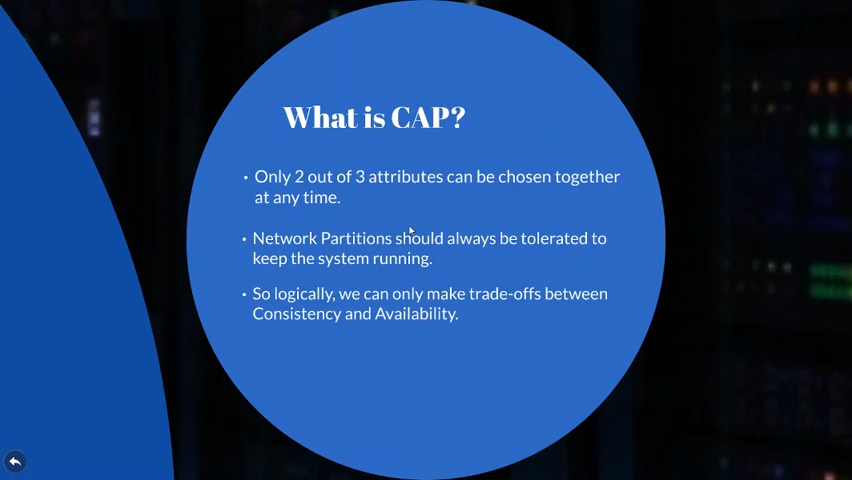 What is CAP?
• Only 2 out of 3 attributes can be chosen together
at any time.
• Network Partitions should always be tolerated to
keep the system running.
• So logically, we can only make trade-offs between
Consistency and Availability.